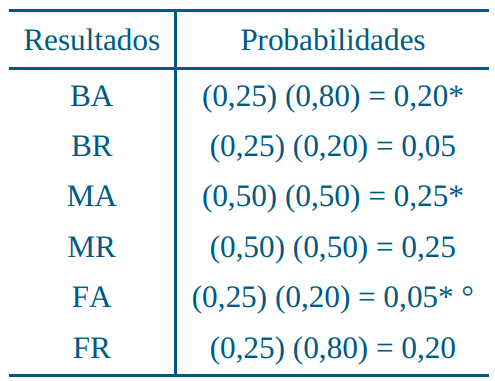 Resultados Probabilidades
BA (0,25) (0,80) = 0,20*
BR (0,25) (0,20) = 0,05
MA (0,50) (0,50) = 0,25*
MR (0,50) (0,50) = 0,25
FA (0,25) (0,20) = 0,05* °
FR (0,25) (0,80) = 0,20